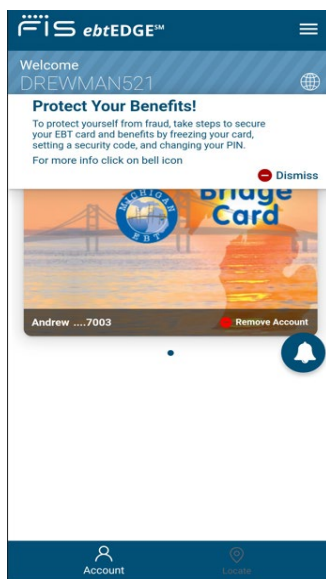 FIS ebtEDGE℠
Welcome
DREWMAN521
Protect Your Benefits!
To protect yourself from fraud, take steps to secure
your EBT card and benefits by freezing your card,
setting a security code, and changing your PIN.
For more info click on bell icon
Dismiss
Bridge
Card
MICHIGAN
EBT
Andrew ....7003
Remove Account
Account
Locate